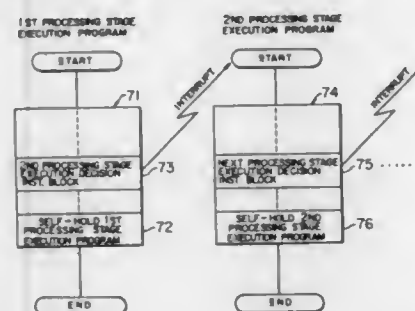 1ST PROCESSING STAGE
EXECUTION PROGRAM
START
71
2ND PROCESSING STAGE
EXECUTION DECISION
INST. BLOCK
73
SELF-HOLD 1ST
PROCESSING STAGE
EXECUTION PROGRAM
72
END
INTERRUPT
2ND PROCESSING STAGE
EXECUTION PROGRAM
START
74
NEXT PROCESSING STAGE
EXECUTION DECISION
INST. BLOCK
75
SELF-HOLD 2ND
PROCESSING STAGE
EXECUTION PROGRAM
76
END
INTERRUPT